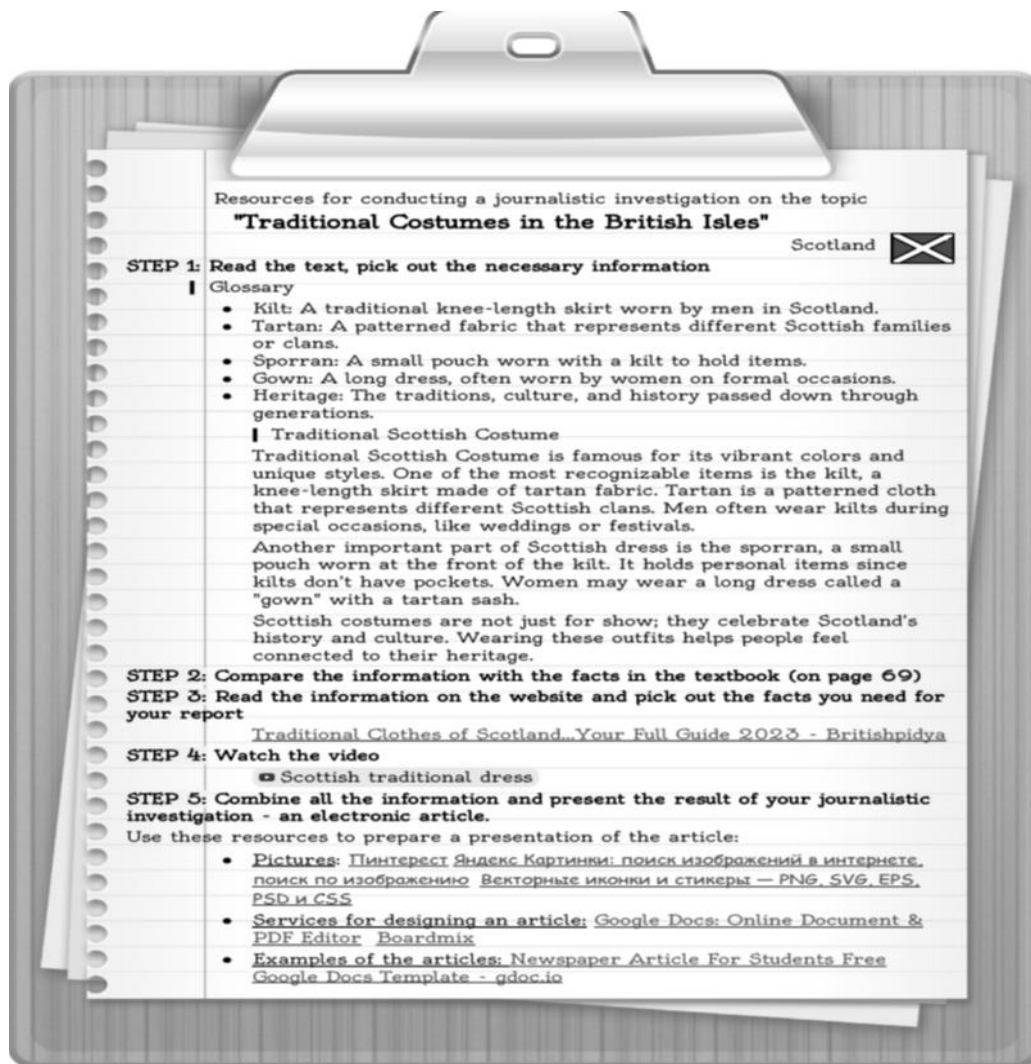 Resources for conducting a journalistic investigation on the topic
"Traditional Costumes in the British Isles"
Scotland
STEP 1: Read the text, pick out the necessary information
Glossary
• Kilt: A traditional knee-length skirt worn by men in Scotland.
• Tartan: A patterned fabric that represents different Scottish families
or clans.
• Sporran: A small pouch worn with a kilt to hold items.
• Gown: A long dress, often worn by women on formal occasions.
• Heritage: The traditions, culture, and history passed down through
generations.
Traditional Scottish Costume
Traditional Scottish Costume is famous for its vibrant colors and
unique styles. One of the most recognizable items is the kilt, a
knee-length skirt made of tartan fabric. Tartan is a patterned cloth
that represents different Scottish clans. Men often wear kilts during
special occasions, like weddings or festivals.
Another important part of Scottish dress is the sporran, a small
pouch worn at the front of the kilt. It holds personal items since
kilts don't have pockets. Women may wear a long dress called a
"gown" with a tartan sash.
Scottish costumes are not just for show; they celebrate Scotland's
history and culture. Wearing these outfits helps people feel
connected to their heritage.
STEP 2: Compare the information with the facts in the textbook (on page 69)
STEP 3: Read the information on the website and pick out the facts you need for
your report
Traditional Clothes of Scotland...Your Full Guide 2023 - Britishpidya
STEP 4: Watch the video
Scottish traditional dress
STEP 5: Combine all the information and present the result of your journalistic
investigation - an electronic article.
Use these resources to prepare a presentation of the article:
• Pictures: Пинтерест Яндекс Картинки: поиск изображений в интернете,
поиск по изображению Векторные иконки и стикеры — PNG, SVG, EPS,
PSD и CSS
• Services for designing an article: Google Docs: Online Document &
PDF Editor Boardmix
• Examples of the articles: Newspaper Article For Students Free
Google Docs Template - gdoc.io